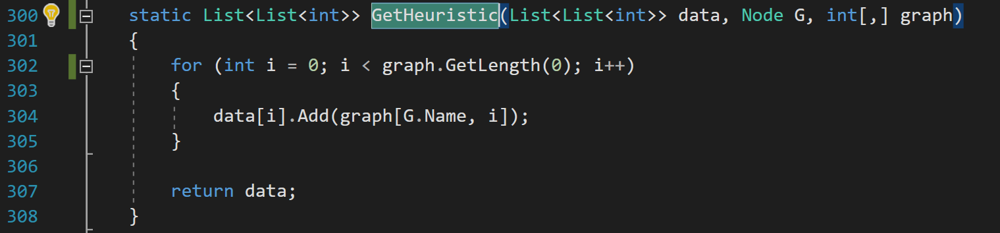 300 static List<List<int>> GetHeuristic(List<List<int>> data, Node G, int[,] graph)
301 {
302 for (int i = 0; i < graph.GetLength(0); i++)
303 {
304 data[i].Add(graph[G.Name, i]);
305 }
306
307 return data;
308 }